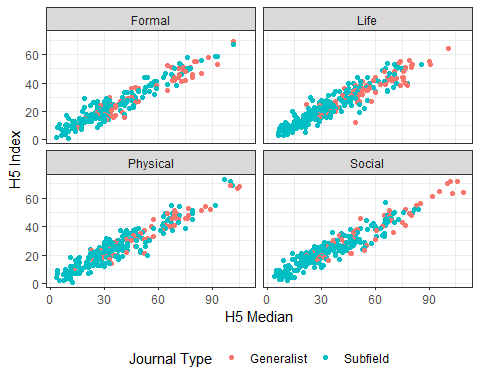 Formal Life
60
40
20
0
Physical Social
60
40
20
0
0 30 60 90 0 30 60 90
H5 Index
H5 Median
Journal Type Generalist Subfield